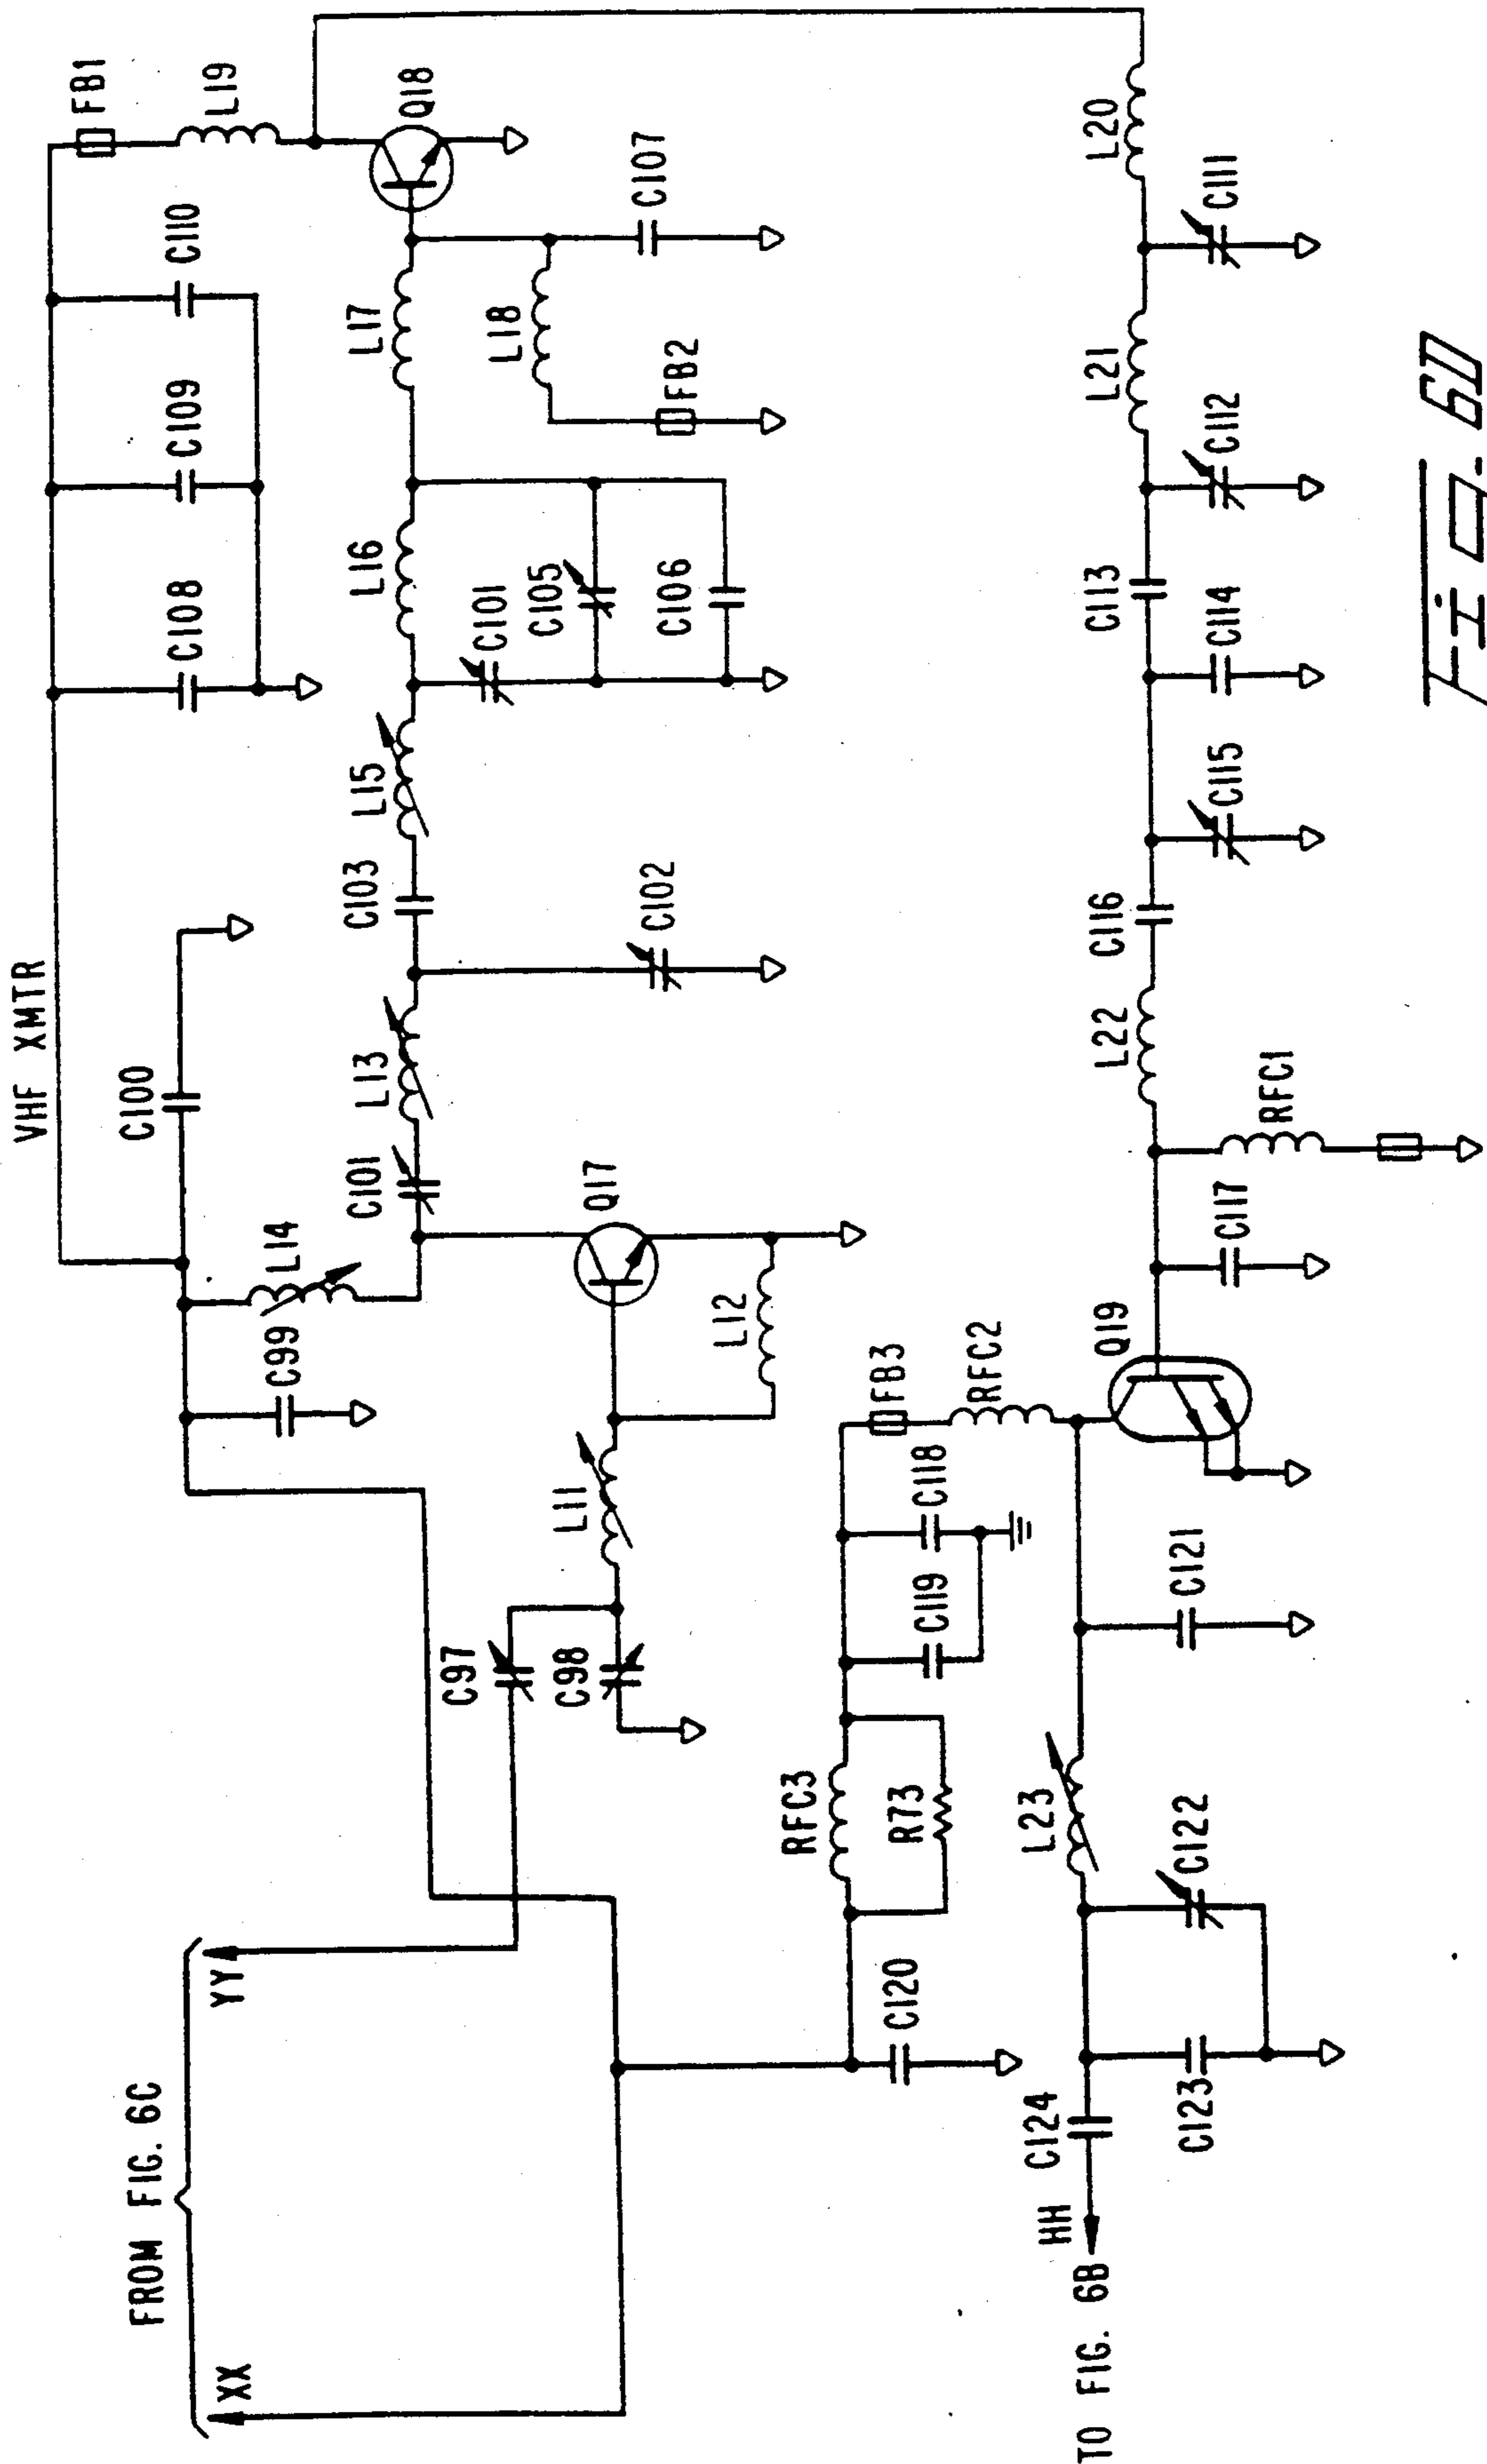 FROM FIG. 6C
XX
YY
VHF XMTR
C100
C99
L14
C108
C109
C110
FB1
L19
Q18
C101
L13
C103
L15
L16
L17
C102
C101
C105
C106
L18
FB2
C107
C97
C98
L11
Q17
L12
RFC3
R73
C120
C119
C118
FB3
RFC2
Q19
C117
RFC1
L22
C116
C115
C114
C113
C112
L21
C111
L20
TO FIG. 6B
HH
C124
C123
C122
L23
C121
Fig. 6D